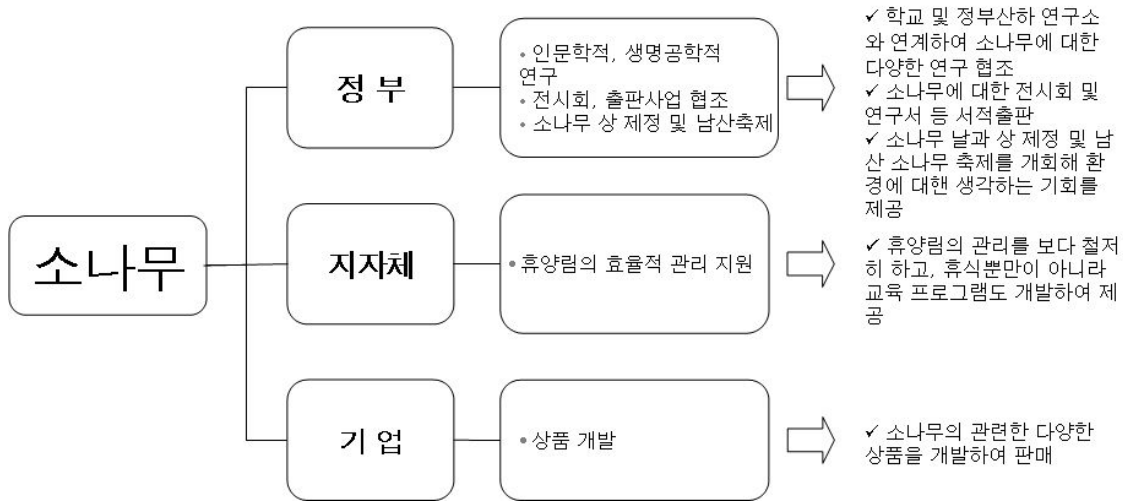 소나무
정 부
• 인문학적, 생명공학적
연구
• 전시회, 출판사업 협조
• 소나무 상 제정 및 남산축제
✓ 학교 및 정부산하 연구소
와 연계하여 소나무에 대한
다양한 연구 협조
✓ 소나무에 대한 전시회 및
연구서 등 서적출판
✓ 소나무 날과 상 제정 및 남
산 소나무 축제를 개회해 환
경에 대핸 생각하는 기회를
제공
지자체
• 휴양림의 효율적 관리 지원
✓ 휴양림의 관리를 보다 철저
히 하고, 휴식뿐만이 아니라
교육 프로그램도 개발하여 제
공
기 업
• 상품 개발
✓ 소나무의 관련한 다양한
상품을 개발하여 판매